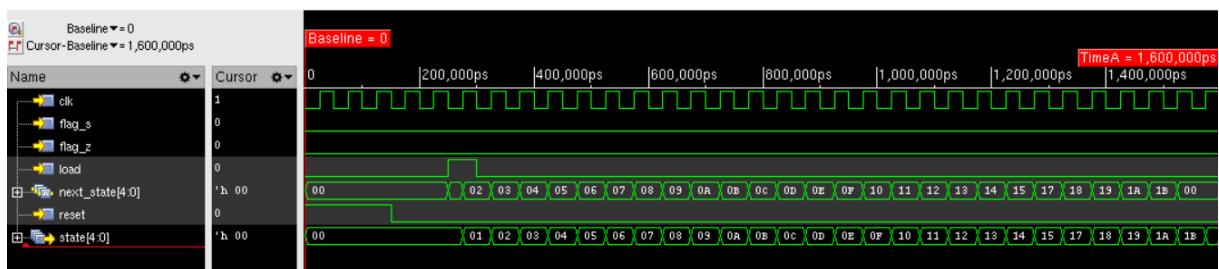 Baseline ▾= 0
Cursor-Baseline ▾= 1,600,000ps
Baseline = 0
TimeA = 1,600,000ps
Name Cursor 0 200,000ps 400,000ps 600,000ps 800,000ps 1,000,000ps 1,200,000ps 1,400,000ps
clk 1
flag_s 0
flag_z 0
load 0
next_state[4:0] 'h 00 00 02 03 04 05 06 07 08 09 0A 0B 0C 0D 0E 0F 10 11 12 13 14 15 17 18 19 1A 1B 00
reset 0
state[4:0] 'h 00 00 01 02 03 04 05 06 07 08 09 0A 0B 0C 0D 0E 0F 10 11 12 13 14 15 17 18 19 1A 1B